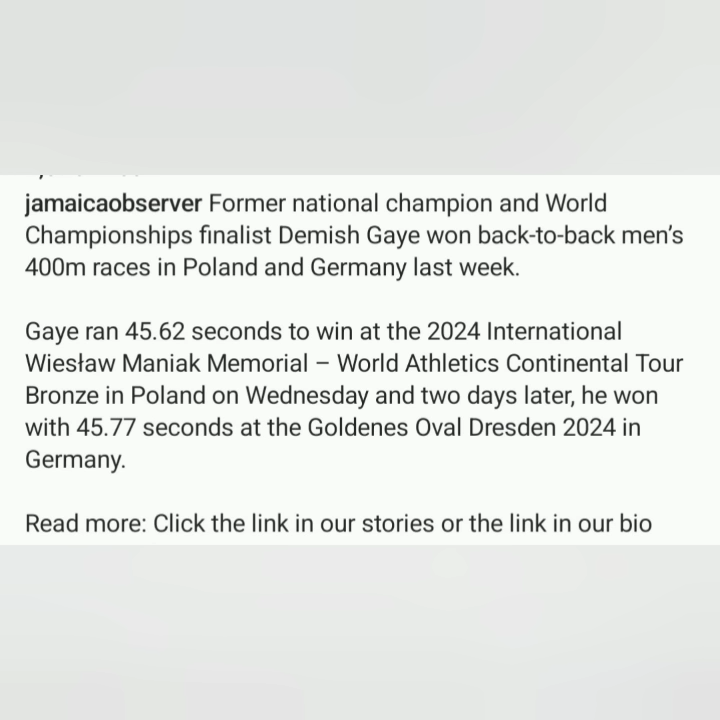 jamaicaobserver Former national champion and World
Championships finalist Demish Gaye won back-to-back men's
400m races in Poland and Germany last week.
Gaye ran 45.62 seconds to win at the 2024 International
Wiesław Maniak Memorial – World Athletics Continental Tour
Bronze in Poland on Wednesday and two days later, he won
with 45.77 seconds at the Goldenes Oval Dresden 2024 in
Germany.
Read more: Click the link in our stories or the link in our bio